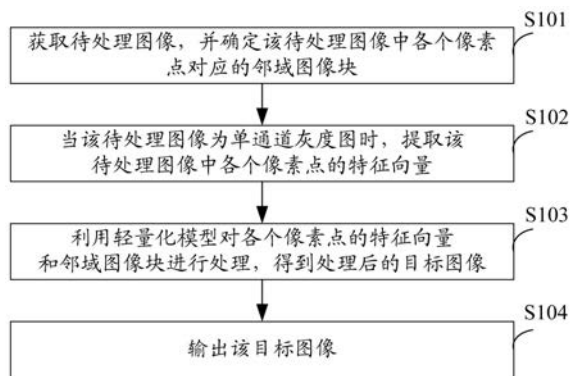 S101
获取待处理图像，并确定该待处理图像中各个像素
点对应的邻域图像块
S102
当该待处理图像为单通道灰度图时，提取该
待处理图像中各个像素点的特征向量
S103
利用轻量化模型对各个像素点的特征向量
和邻域图像块进行处理，得到处理后的目标图像
S104
输出该目标图像